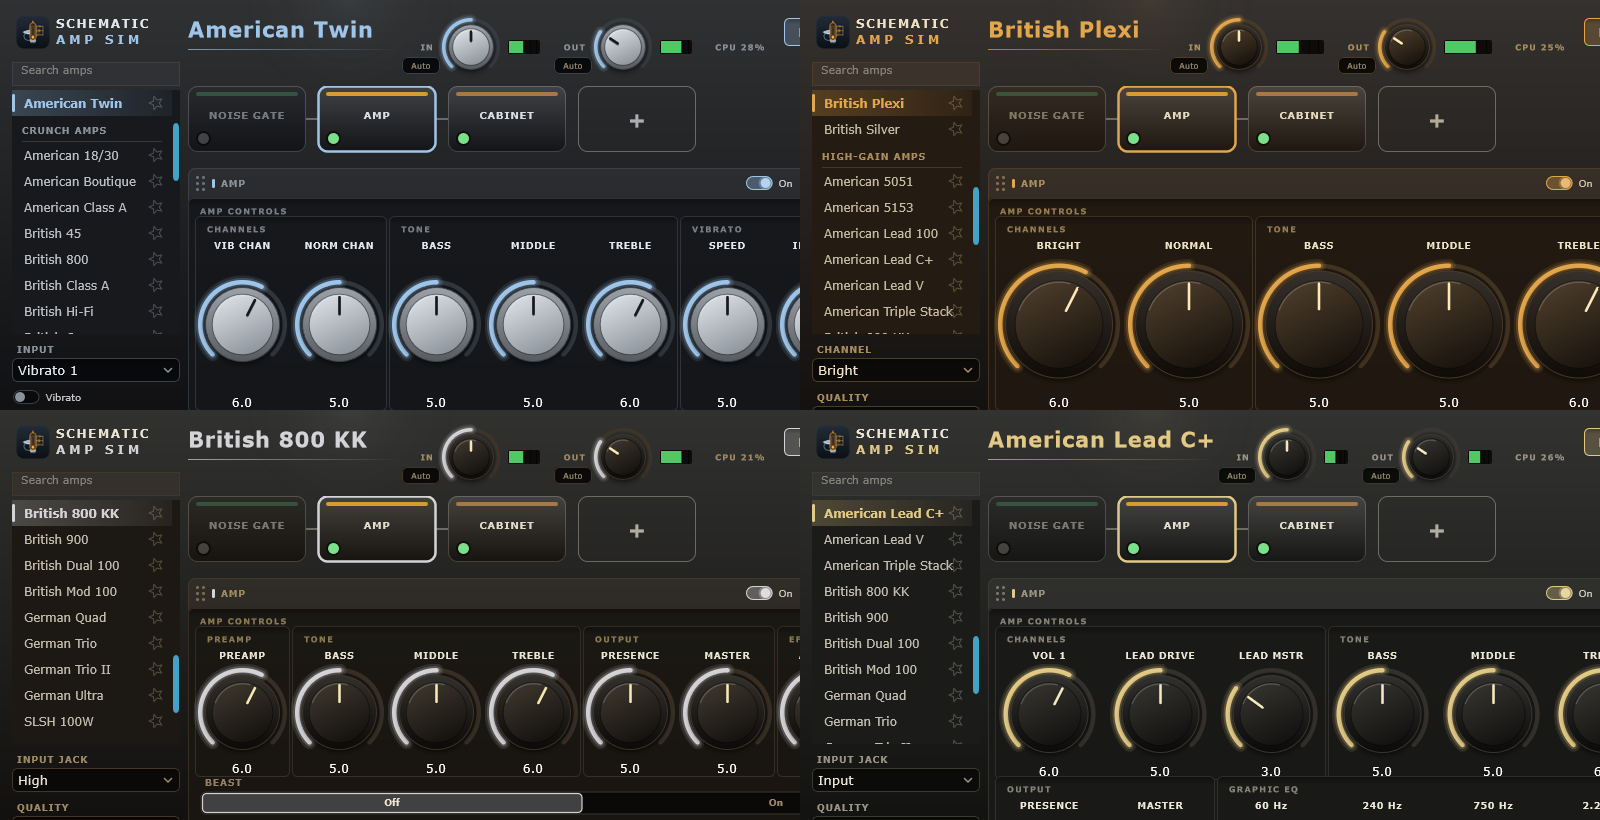 SCHEMATIC
AMP SIM
American Twin
IN
Auto
OUT
Auto
CPU 28%
Search amps
American Twin
CRUNCH AMPS
American 18/30
American Boutique
American Class A
British 45
British 800
British Class A
British Hi-Fi
INPUT
Vibrato 1
Vibrato
NOISE GATE
AMP
CABINET
+
AMP
On
AMP CONTROLS
CHANNELS
TONE
VIBRATO
VIB CHAN
NORM CHAN
BASS
MIDDLE
TREBLE
SPEED
6.0
5.0
5.0
5.0
6.0
5.0
SCHEMATIC
AMP SIM
British Plexi
IN
Auto
OUT
Auto
CPU 25%
Search amps
British Plexi
British Silver
HIGH-GAIN AMPS
American 5051
American 5153
American Lead 100
American Lead C+
American Lead V
American Triple Stack
CHANNEL
Bright
QUALITY
NOISE GATE
AMP
CABINET
+
AMP
On
AMP CONTROLS
CHANNELS
TONE
BRIGHT
NORMAL
BASS
MIDDLE
TREBLE
6.0
5.0
5.0
5.0
6.0
SCHEMATIC
AMP SIM
British 800 KK
IN
Auto
OUT
Auto
CPU 21%
Search amps
British 800 KK
British 900
British Dual 100
British Mod 100
German Quad
German Trio
German Trio II
German Ultra
SLSH 100W
INPUT JACK
High
QUALITY
NOISE GATE
AMP
CABINET
+
AMP
On
AMP CONTROLS
PREAMP
TONE
OUTPUT
PREAMP
BASS
MIDDLE
TREBLE
PRESENCE
MASTER
6.0
5.0
5.0
6.0
5.0
5.0
BEAST
Off
On
SCHEMATIC
AMP SIM
American Lead C+
IN
Auto
OUT
Auto
CPU 26%
Search amps
American Lead C+
American Lead V
American Triple Stack
British 800 KK
British 900
British Dual 100
British Mod 100
German Quad
German Trio
INPUT JACK
Input
QUALITY
NOISE GATE
AMP
CABINET
+
AMP
On
AMP CONTROLS
CHANNELS
TONE
VOL 1
LEAD DRIVE
LEAD MSTR
BASS
MIDDLE
6.0
5.0
3.0
5.0
5.0
OUTPUT
GRAPHIC EQ
PRESENCE
MASTER
60 Hz
240 Hz
750 Hz